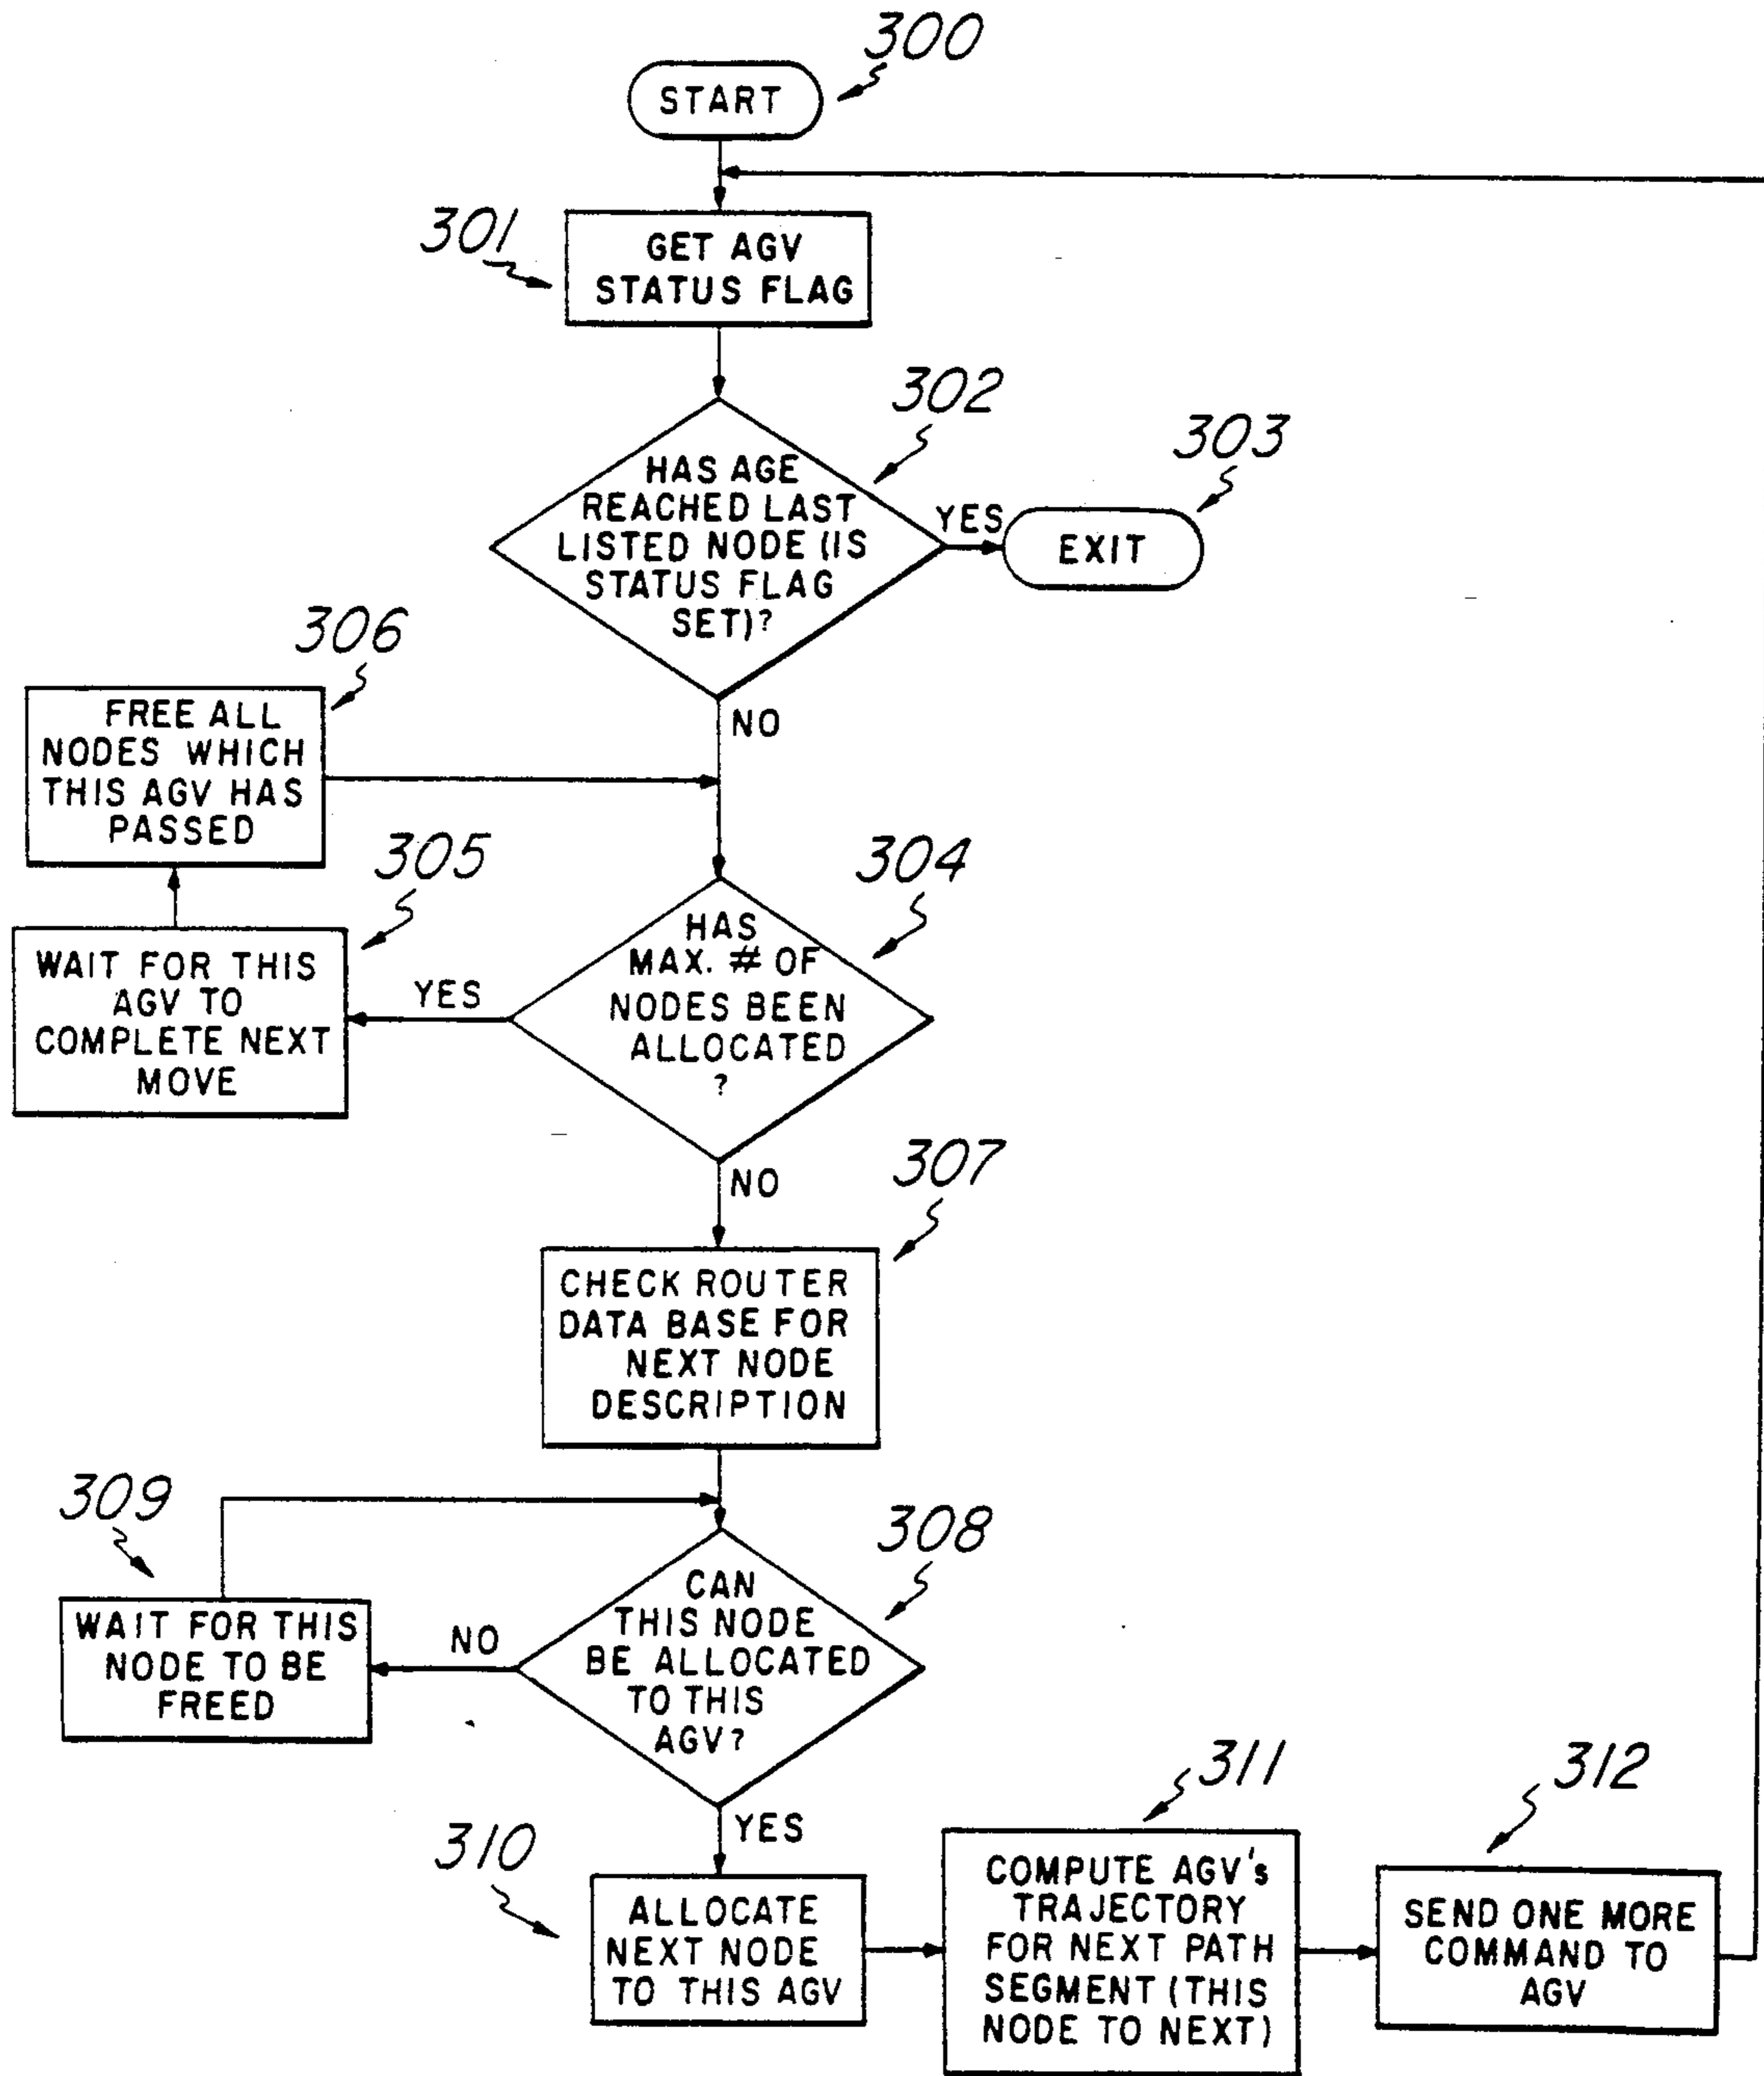 300
START
301
GET AGV
STATUS FLAG
302
HAS AGE
REACHED LAST
LISTED NODE (IS
STATUS FLAG
SET)?
YES
303
EXIT
NO
306
FREE ALL
NODES WHICH
THIS AGV HAS
PASSED
305
WAIT FOR THIS
AGV TO
COMPLETE NEXT
MOVE
YES
304
HAS
MAX. # OF
NODES BEEN
ALLOCATED
?
NO
307
CHECK ROUTER
DATA BASE FOR
NEXT NODE
DESCRIPTION
309
WAIT FOR THIS
NODE TO BE
FREED
NO
308
CAN
THIS NODE
BE ALLOCATED
TO THIS
AGV?
YES
310
ALLOCATE
NEXT NODE
TO THIS AGV
311
COMPUTE AGV's
TRAJECTORY
FOR NEXT PATH
SEGMENT (THIS
NODE TO NEXT)
312
SEND ONE MORE
COMMAND TO
AGV